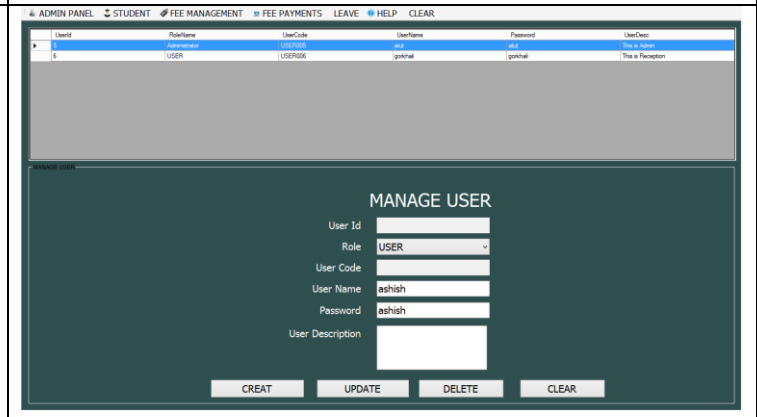 ADMIN PANEL STUDENT FEE MANAGEMENT FEE PAYMENTS LEAVE HELP CLEAR
UserId RoleName UserCode UserName Password UserDesc
5 Administrator USER005 atut atut This is Admin
6 USER USER006 gorkhali gorkhali This is Reception
MANAGE USER
MANAGE USER
User Id
Role USER
User Code
User Name ashish
Password ashish
User Description
CREAT UPDATE DELETE CLEAR